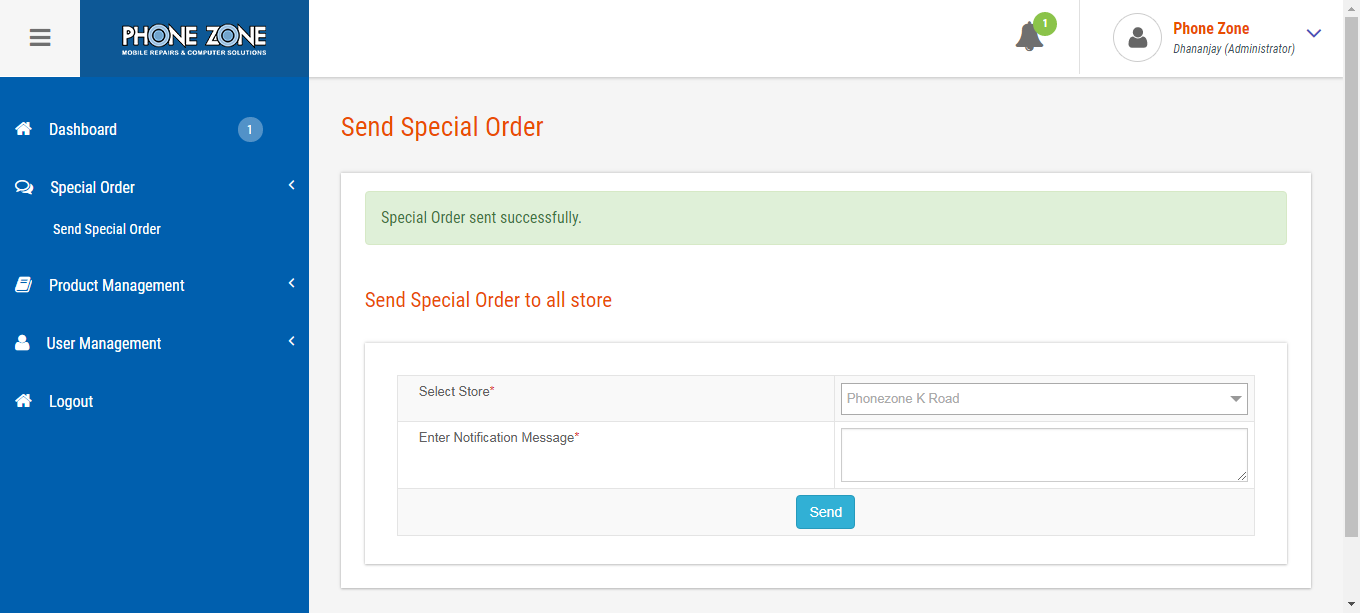 PHONE ZONE
MOBILE REPAIRS & COMPUTER SOLUTIONS
1
Phone Zone
Dhananjay (Administrator)
Dashboard
1
Special Order
Send Special Order
Product Management
User Management
Logout
Send Special Order
Special Order sent successfully.
Send Special Order to all store
Select Store*
Phonezone K Road
Enter Notification Message*
Send